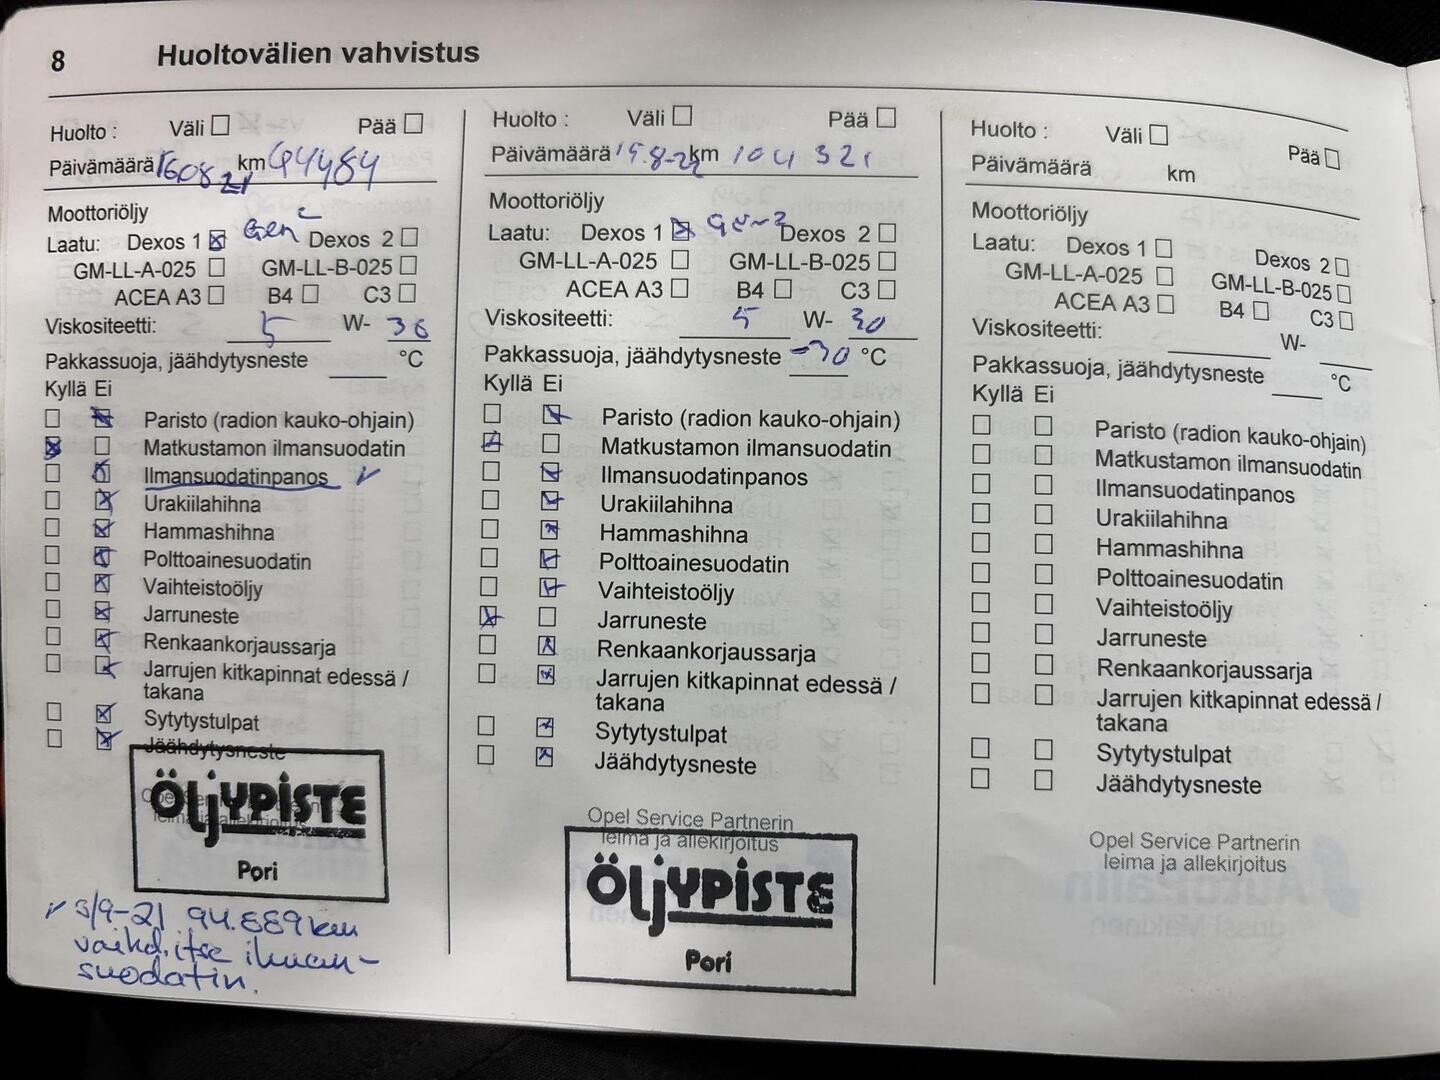 8 Huoltovälien vahvistus
Huolto : Väli Pää
Päivämäärä 16.08 21 km 94484
Moottoriöljy
Laatu: Dexos 1 Gen 2 Dexos 2
GM-LL-A-025 GM-LL-B-025
ACEA A3 B4 C3
Viskositeetti: 5 W- 30
Pakkassuoja, jäähdytysneste °C
Kyllä Ei
Paristo (radion kauko-ohjain)
Matkustamon ilmansuodatin
Ilmansuodatinpanos ✓
Urakiilahihna
Hammashihna
Polttoainesuodatin
Vaihteistoöljy
Jarruneste
Renkaankorjaussarja
Jarrujen kitkapinnat edessä /
takana
Sytytystulpat
Jäähdytysneste
ÖljYPiSTE
Pori
✓ 3/9-21 94.889 km
vaihd. itse ilman-
suodatin.
Huolto : Väli Pää
Päivämäärä 15.8-22 km 104 321
Moottoriöljy
Laatu: Dexos 1 Gen 2 Dexos 2
GM-LL-A-025 GM-LL-B-025
ACEA A3 B4 C3
Viskositeetti: 5 W- 30
Pakkassuoja, jäähdytysneste -30 °C
Kyllä Ei
Paristo (radion kauko-ohjain)
Matkustamon ilmansuodatin
Ilmansuodatinpanos
Urakiilahihna
Hammashihna
Polttoainesuodatin
Vaihteistoöljy
Jarruneste
Renkaankorjaussarja
Jarrujen kitkapinnat edessä /
takana
Sytytystulpat
Jäähdytysneste
Opel Service Partnerin
leima ja allekirjoitus
ÖljYPiSTE
Pori
Huolto : Väli Pää
Päivämäärä km
Moottoriöljy
Laatu: Dexos 1 Dexos 2
GM-LL-A-025 GM-LL-B-025
ACEA A3 B4 C3
Viskositeetti: W-
Pakkassuoja, jäähdytysneste °C
Kyllä Ei
Paristo (radion kauko-ohjain)
Matkustamon ilmansuodatin
Ilmansuodatinpanos
Urakiilahihna
Hammashihna
Polttoainesuodatin
Vaihteistoöljy
Jarruneste
Renkaankorjaussarja
Jarrujen kitkapinnat edessä /
takana
Sytytystulpat
Jäähdytysneste
Opel Service Partnerin
leima ja allekirjoitus